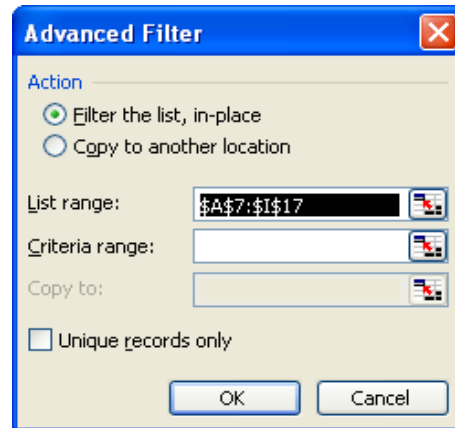 Advanced Filter
Action
Filter the list, in-place
Copy to another location
List range: $A$7:$I$17
Criteria range:
Copy to:
Unique records only
OK Cancel